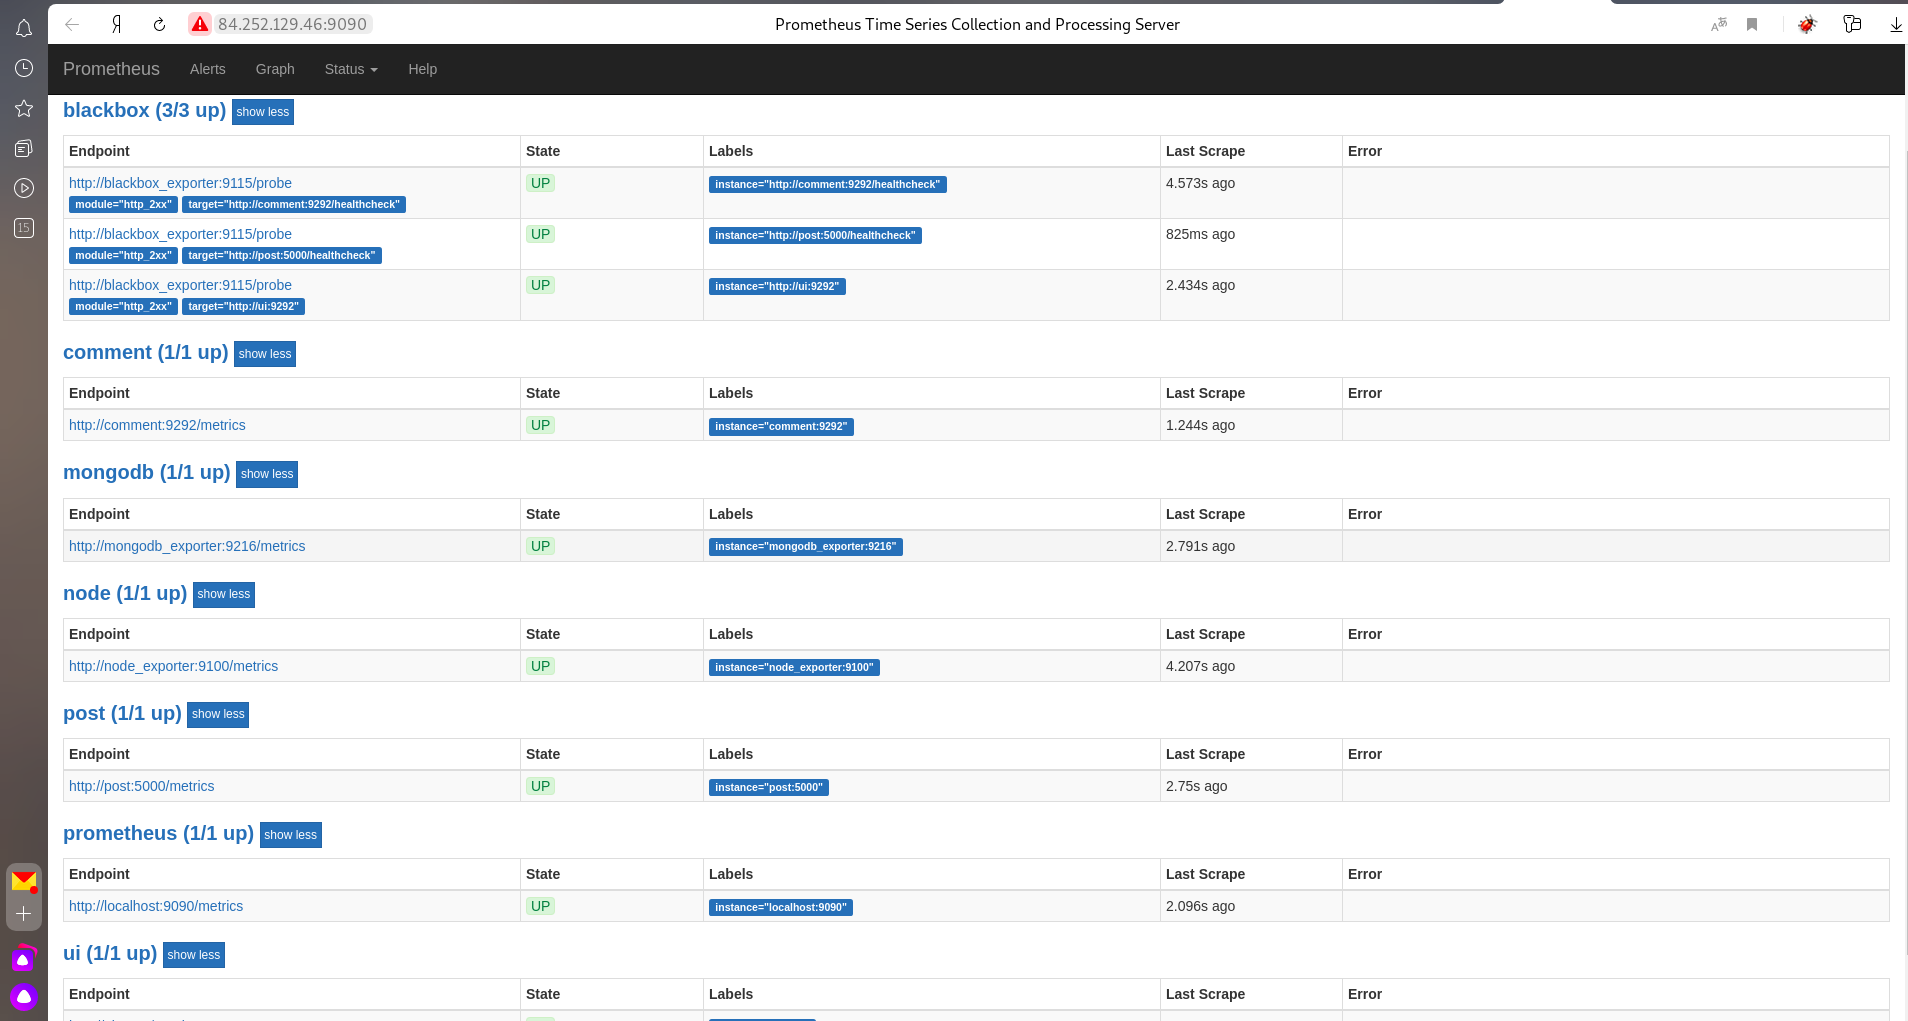 84.252.129.46:9090 Prometheus Time Series Collection and Processing Server
Prometheus Alerts Graph Status Help
15
blackbox (3/3 up) show less
Endpoint State Labels Last Scrape Error
http://blackbox_exporter:9115/probe UP instance="http://comment:9292/healthcheck" 4.573s ago
module="http_2xx" target="http://comment:9292/healthcheck"
http://blackbox_exporter:9115/probe UP instance="http://post:5000/healthcheck" 825ms ago
module="http_2xx" target="http://post:5000/healthcheck"
http://blackbox_exporter:9115/probe UP instance="http://ui:9292" 2.434s ago
module="http_2xx" target="http://ui:9292"
comment (1/1 up) show less
Endpoint State Labels Last Scrape Error
http://comment:9292/metrics UP instance="comment:9292" 1.244s ago
mongodb (1/1 up) show less
Endpoint State Labels Last Scrape Error
http://mongodb_exporter:9216/metrics UP instance="mongodb_exporter:9216" 2.791s ago
node (1/1 up) show less
Endpoint State Labels Last Scrape Error
http://node_exporter:9100/metrics UP instance="node_exporter:9100" 4.207s ago
post (1/1 up) show less
Endpoint State Labels Last Scrape Error
http://post:5000/metrics UP instance="post:5000" 2.75s ago
prometheus (1/1 up) show less
Endpoint State Labels Last Scrape Error
http://localhost:9090/metrics UP instance="localhost:9090" 2.096s ago
ui (1/1 up) show less
Endpoint State Labels Last Scrape Error